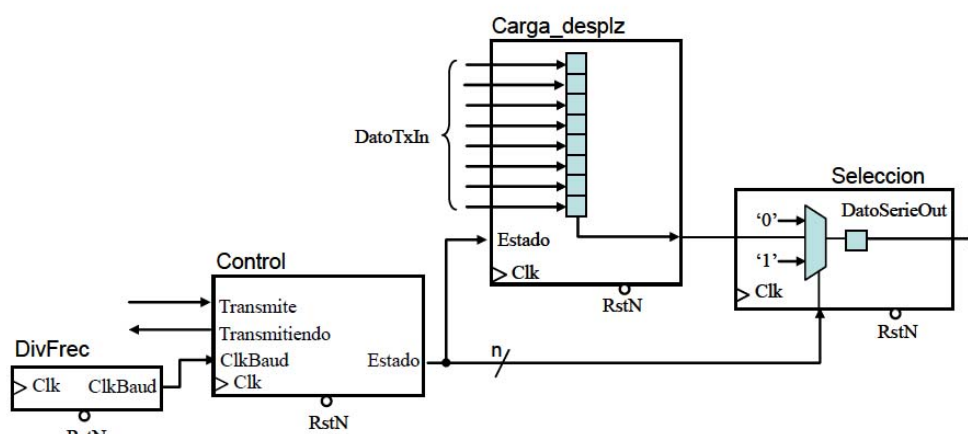 Carga_desplz
DatoTxIn
Estado
Clk
RstN
Seleccion
‘0’
DatoSerieOut
‘1’
Clk
RstN
Control
Transmite
Transmitiendo
ClkBaud
Estado
Clk
RstN
n
DivFrec
Clk
ClkBaud
RstN